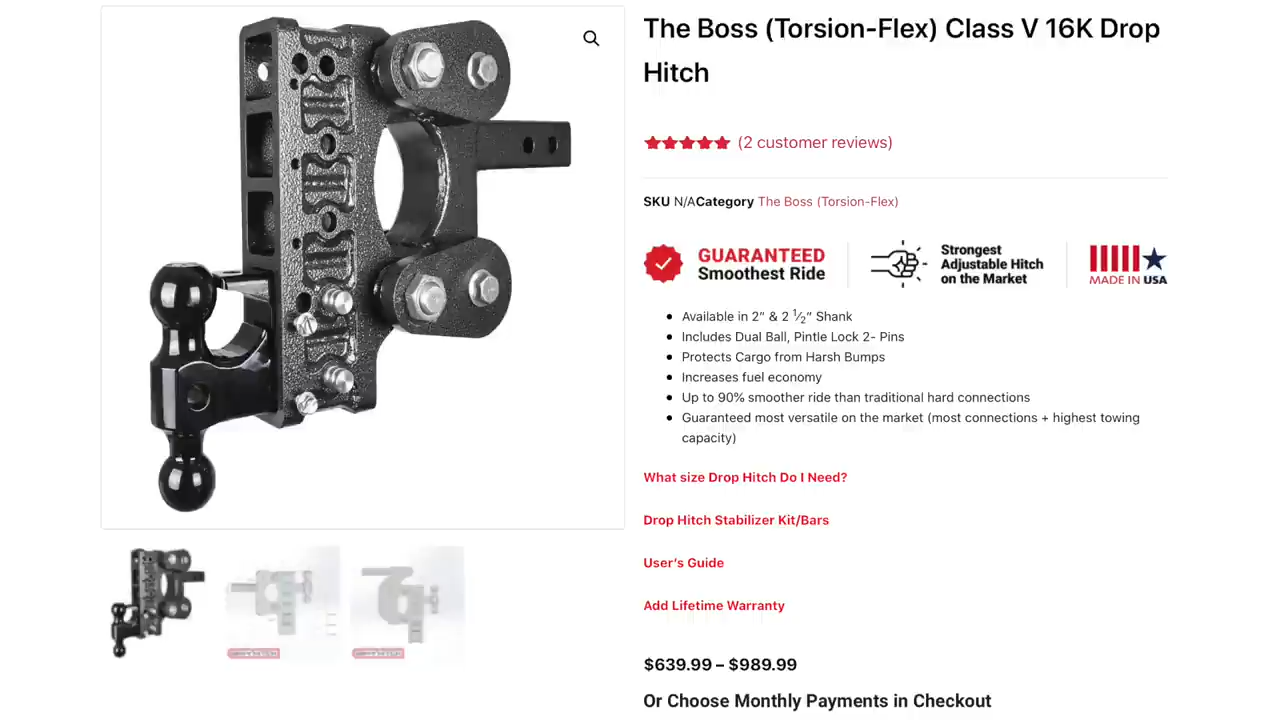 The Boss (Torsion-Flex) Class V 16K Drop
Hitch
(2 customer reviews)
SKU N/ACategory The Boss (Torsion-Flex)
GUARANTEED
Smoothest Ride
Strongest
Adjustable Hitch
on the Market
MADE IN USA
Available in 2” & 2 ½” Shank
Includes Dual Ball, Pintle Lock 2- Pins
Protects Cargo from Harsh Bumps
Increases fuel economy
Up to 90% smoother ride than traditional hard connections
Guaranteed most versatile on the market (most connections + highest towing
capacity)
What size Drop Hitch Do I Need?
Drop Hitch Stabilizer Kit/Bars
User’s Guide
Add Lifetime Warranty
$639.99 – $989.99
Or Choose Monthly Payments in Checkout